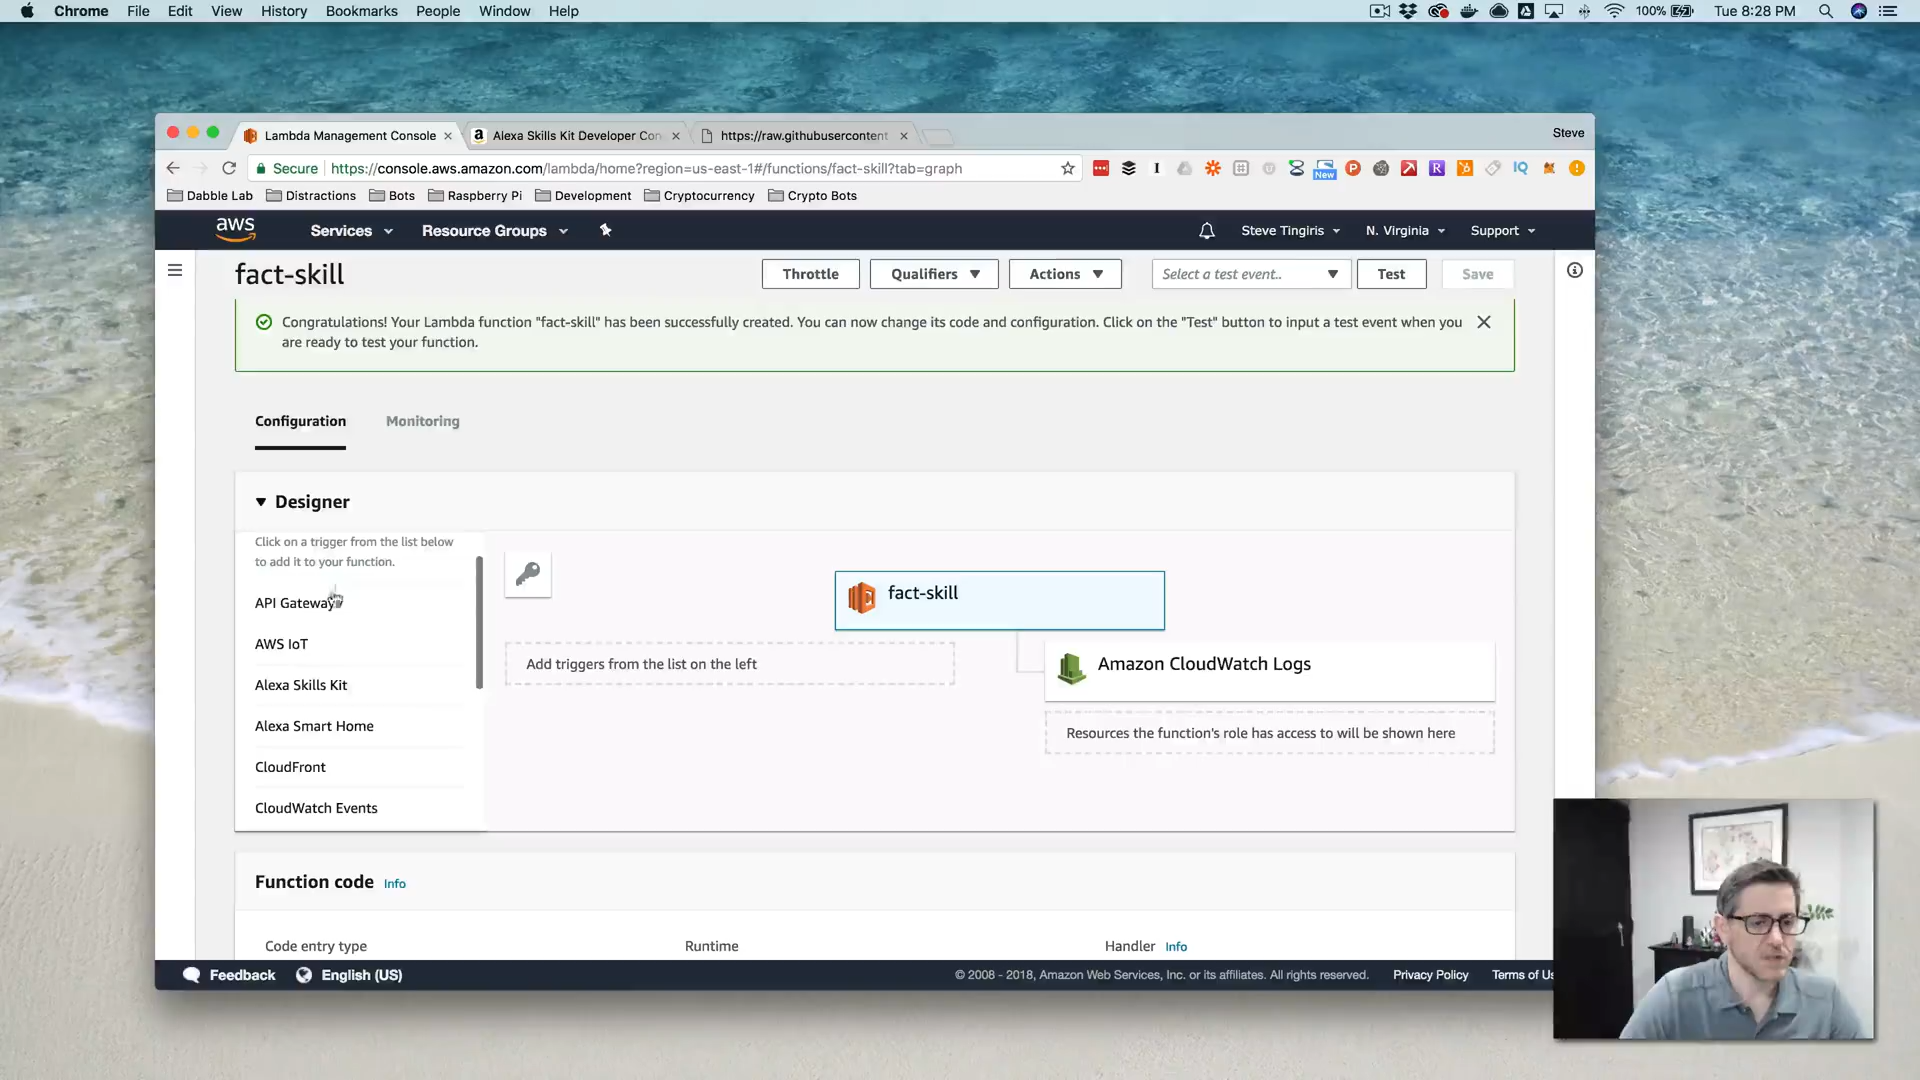 Chrome File Edit View History Bookmarks People Window Help 100% Tue 8:28 PM
Lambda Management Console Alexa Skills Kit Developer Con https://raw.githubusercontent Steve
Secure https://console.aws.amazon.com/lambda/home?region=us-east-1#/functions/fact-skill?tab=graph New
Dabble Lab Distractions Bots Raspberry Pi Development Cryptocurrency Crypto Bots
aws Services Resource Groups Steve Tingiris N. Virginia Support
fact-skill Throttle Qualifiers Actions Select a test event.. Test Save
Congratulations! Your Lambda function "fact-skill" has been successfully created. You can now change its code and configuration. Click on the "Test" button to input a test event when you
are ready to test your function.
Configuration Monitoring
Designer
Click on a trigger from the list below
to add it to your function.
API Gateway
AWS IoT
Alexa Skills Kit
Alexa Smart Home
CloudFront
CloudWatch Events
fact-skill
Add triggers from the list on the left
Amazon CloudWatch Logs
Resources the function's role has access to will be shown here
Function code Info
Code entry type Runtime Handler Info
Feedback English (US) © 2008 - 2018, Amazon Web Services, Inc. or its affiliates. All rights reserved. Privacy Policy Terms of Us